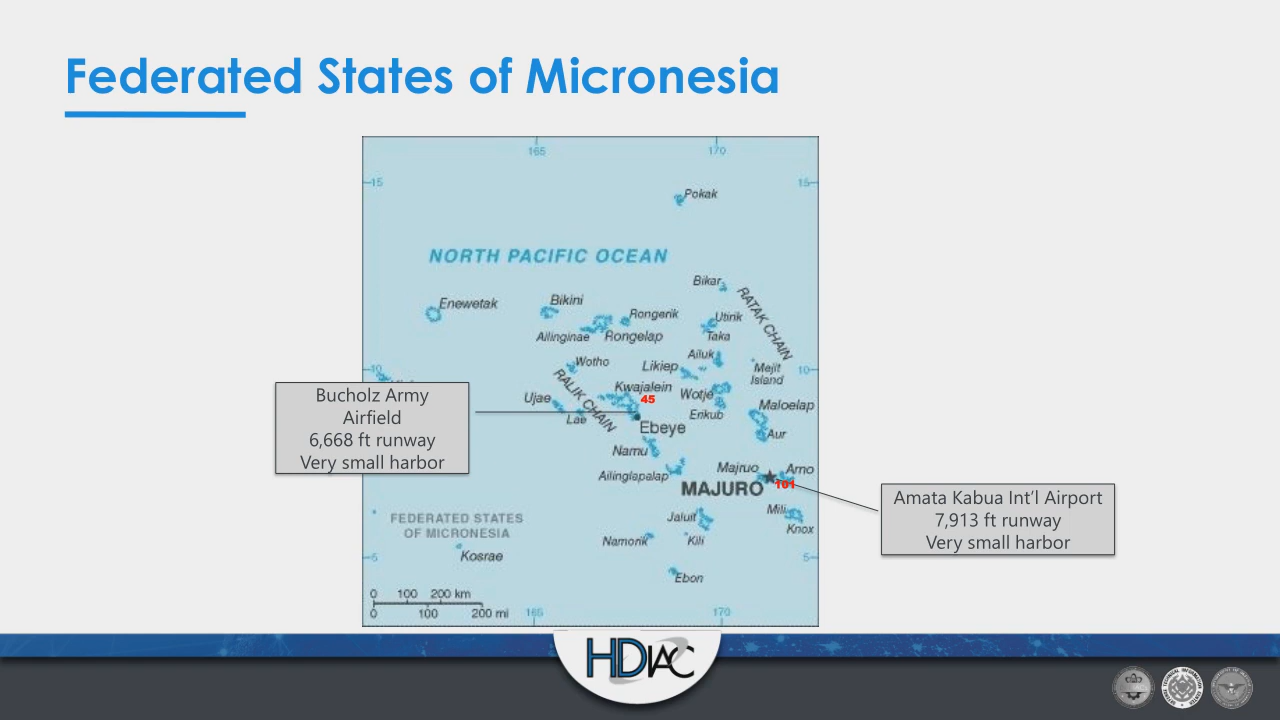 Federated States of Micronesia
165
170
15
15
Pokak
NORTH PACIFIC OCEAN
Bikar
RATAK CHAIN
Enewetak
Bikini
Rongerik
Utirik
Ailinginae
Rongelap
Taka
Ailuk
Wotho
Likiep
Mejit
Island
10
10
RALIK CHAIN
Kwajalein
45
Wotje
Ujae
Lae
Erikub
Maloelap
Ebeye
Aur
Namu
Ailinglapalap
Majruo
Arno
MAJURO
101
Bucholz Army
Airfield
6,668 ft runway
Very small harbor
Amata Kabua Int’l Airport
7,913 ft runway
Very small harbor
FEDERATED STATES
OF MICRONESIA
Jaluit
Mili
Knox
Namorik
Kili
Kosrae
5
5
Ebon
0 100 200 km
0 100 200 mi
165
170
HDIAC